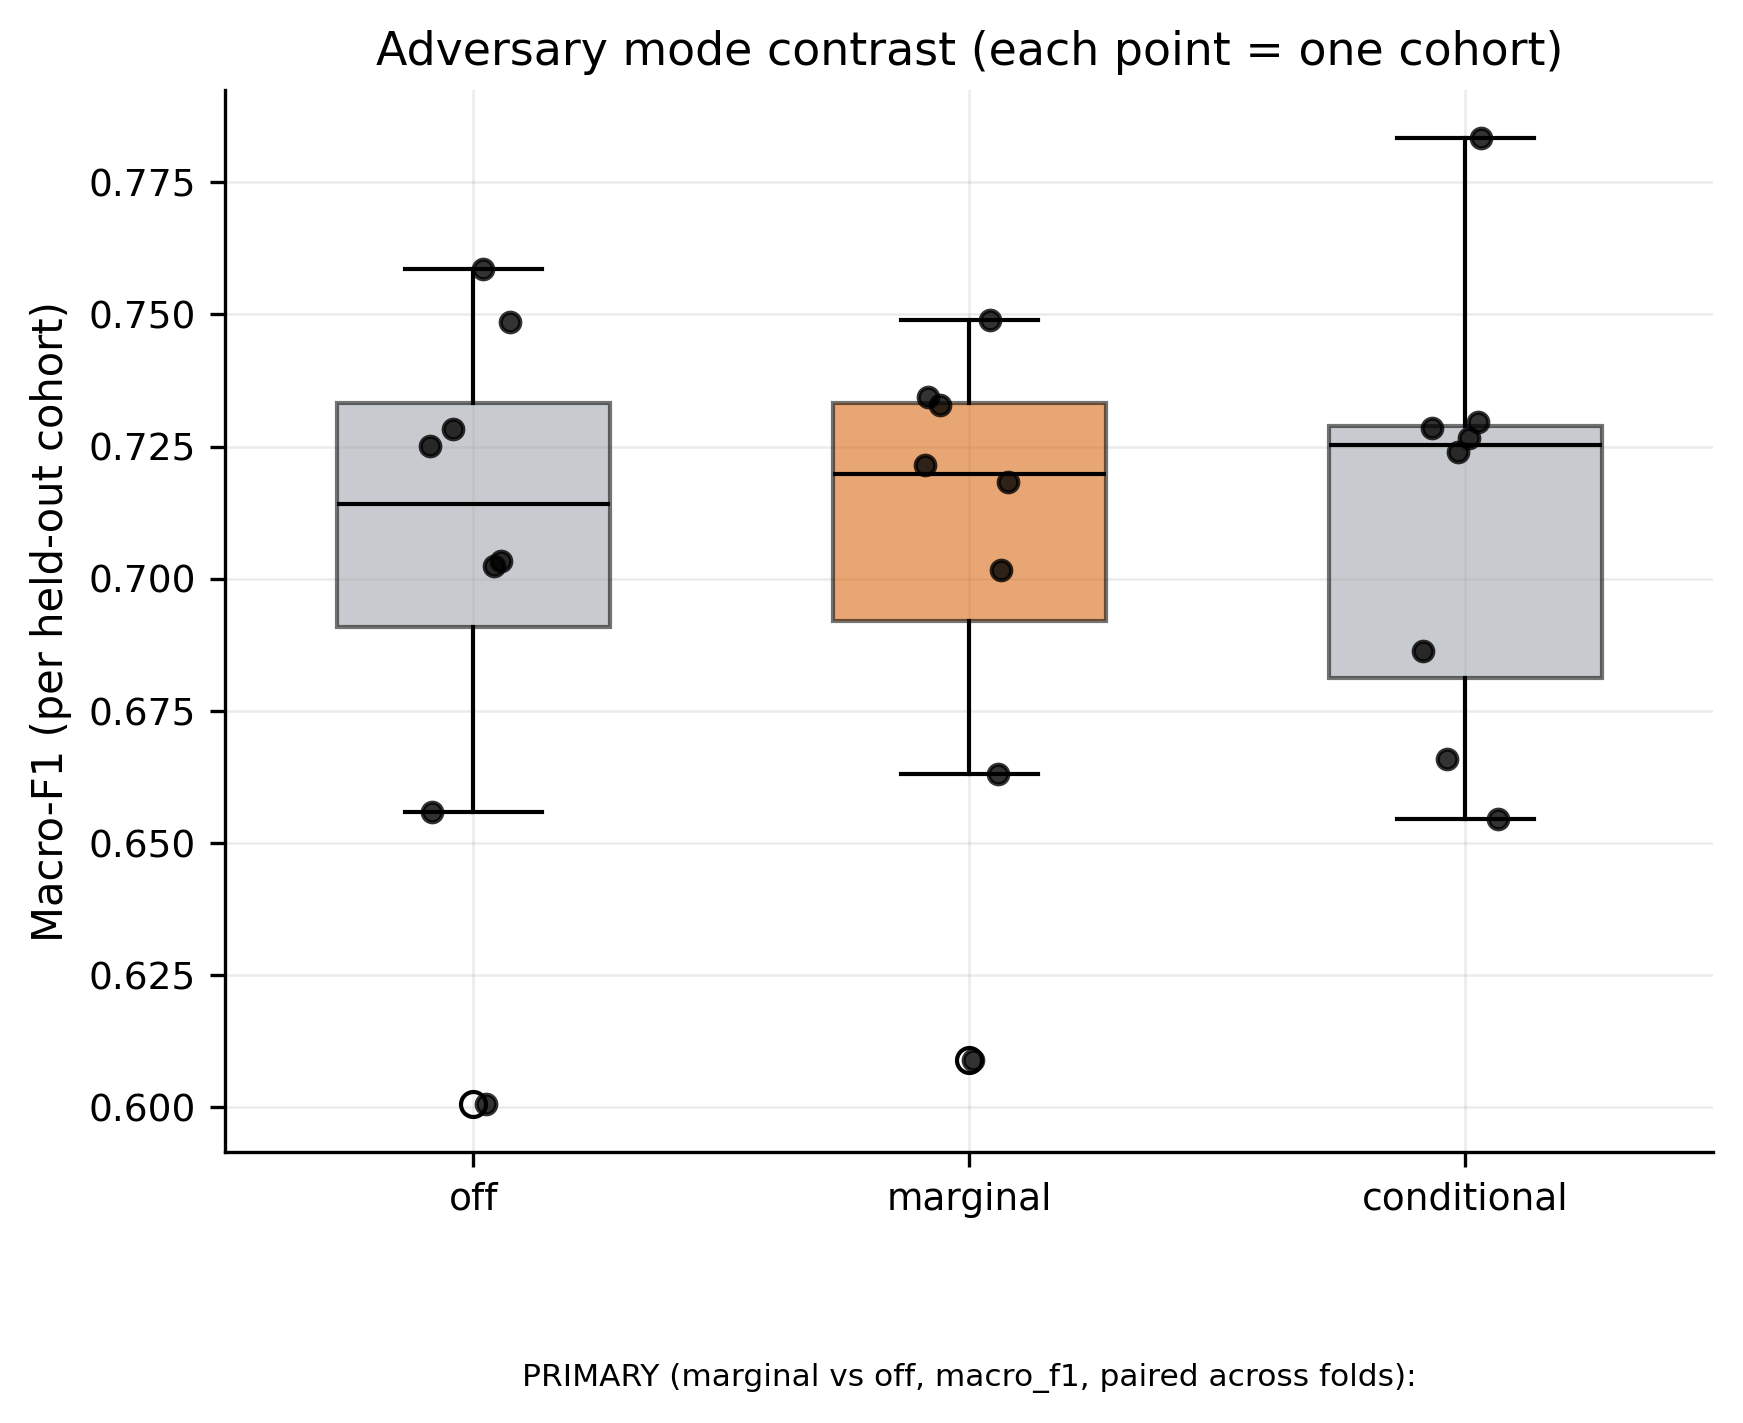 Adversary mode contrast (each point = one cohort)
Macro-F1 (per held-out cohort)
0.775
0.750
0.725
0.700
0.675
0.650
0.625
0.600
off
marginal
conditional
PRIMARY (marginal vs off, macro_f1, paired across folds):